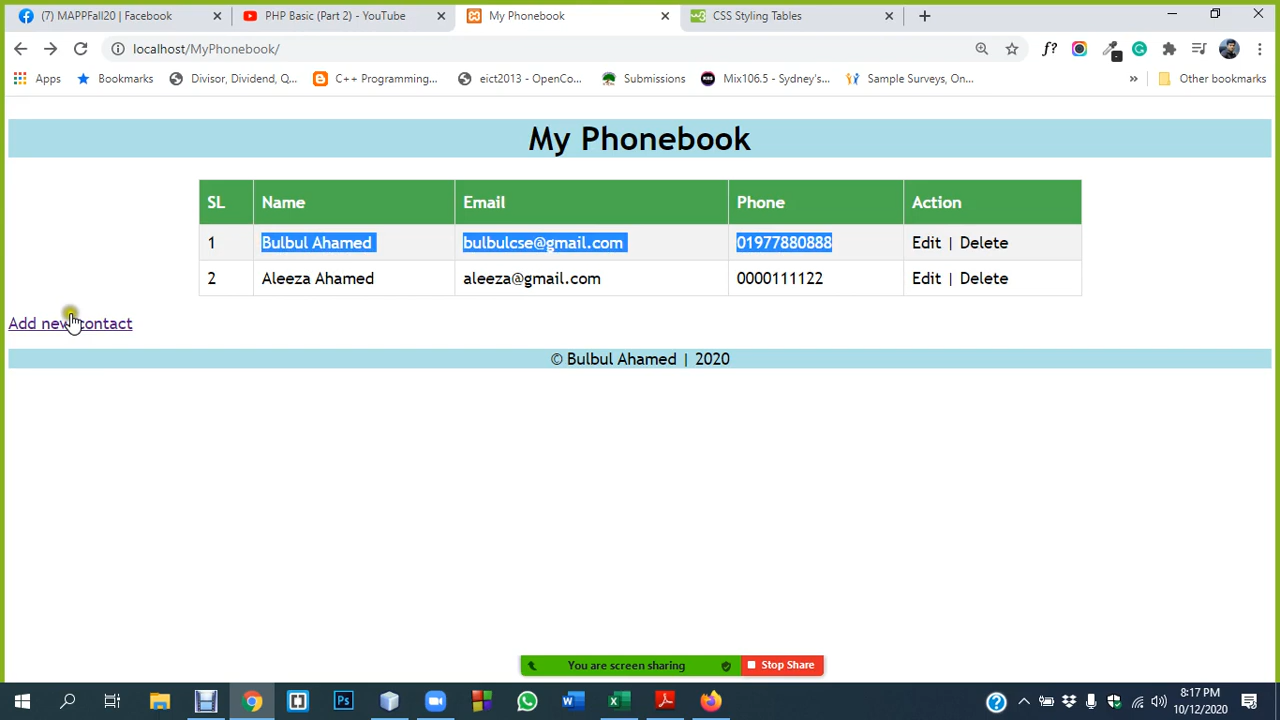 (7) MAPPFall20 | Facebook
PHP Basic (Part 2) - YouTube
My Phonebook
CSS Styling Tables
localhost/MyPhonebook/
f?
Apps
Bookmarks
Divisor, Dividend, Q...
C++ Programming...
eict2013 - OpenCo...
Submissions
Mix106.5 - Sydney's...
Sample Surveys, On...
»
Other bookmarks
My Phonebook
SL Name Email Phone Action
1 Bulbul Ahamed bulbulcse@gmail.com 01977880888 Edit | Delete
2 Aleeza Ahamed aleeza@gmail.com 0000111122 Edit | Delete
Add new contact
© Bulbul Ahamed | 2020
You are screen sharing
Stop Share
8:17 PM
10/12/2020